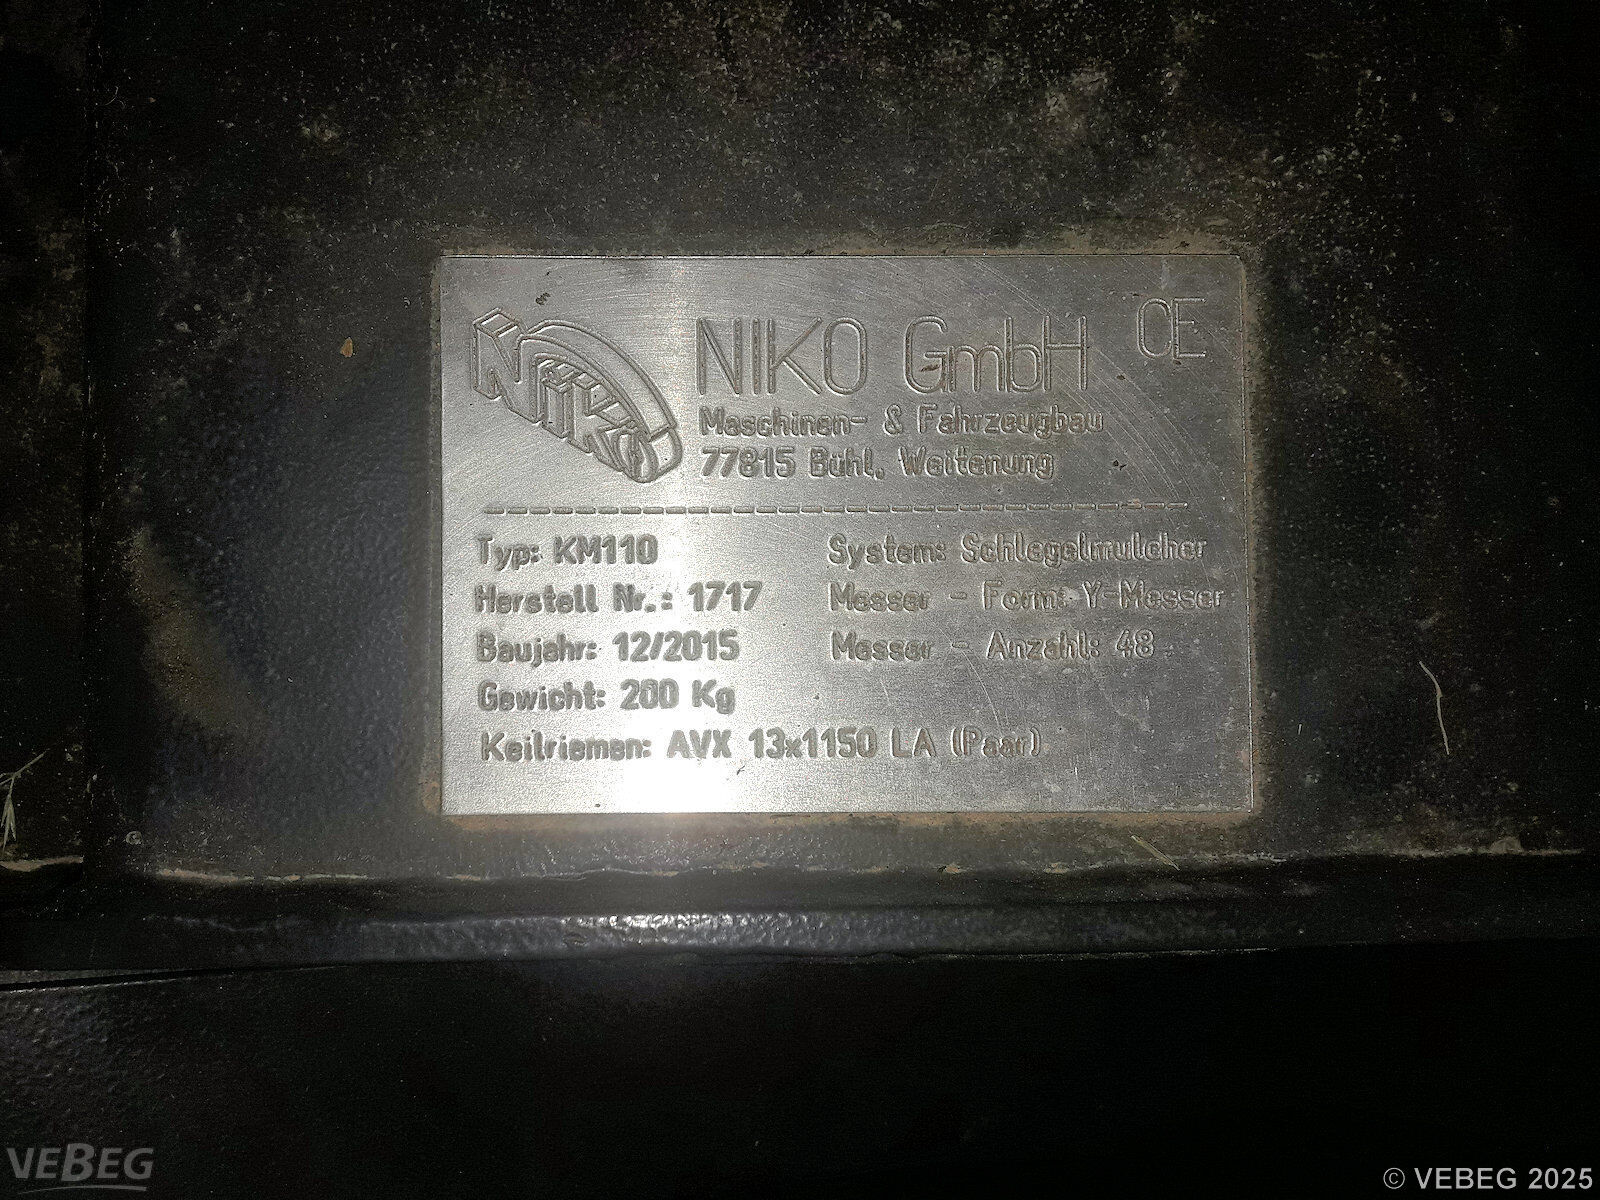 NIKO
NIKO GmbH CE
Maschinen- & Fahrzeugbau
77815 Bühl, Weitenung
Typ: KM110 System: Schlegelmulcher
Herstell Nr.: 1717 Messer - Form: Y-Messer
Baujahr: 12/2015 Messer - Anzahl: 48
Gewicht: 200 Kg
Keilriemen: AVX 13x1150 LA (Paar)
VEBEG
© VEBEG 2025